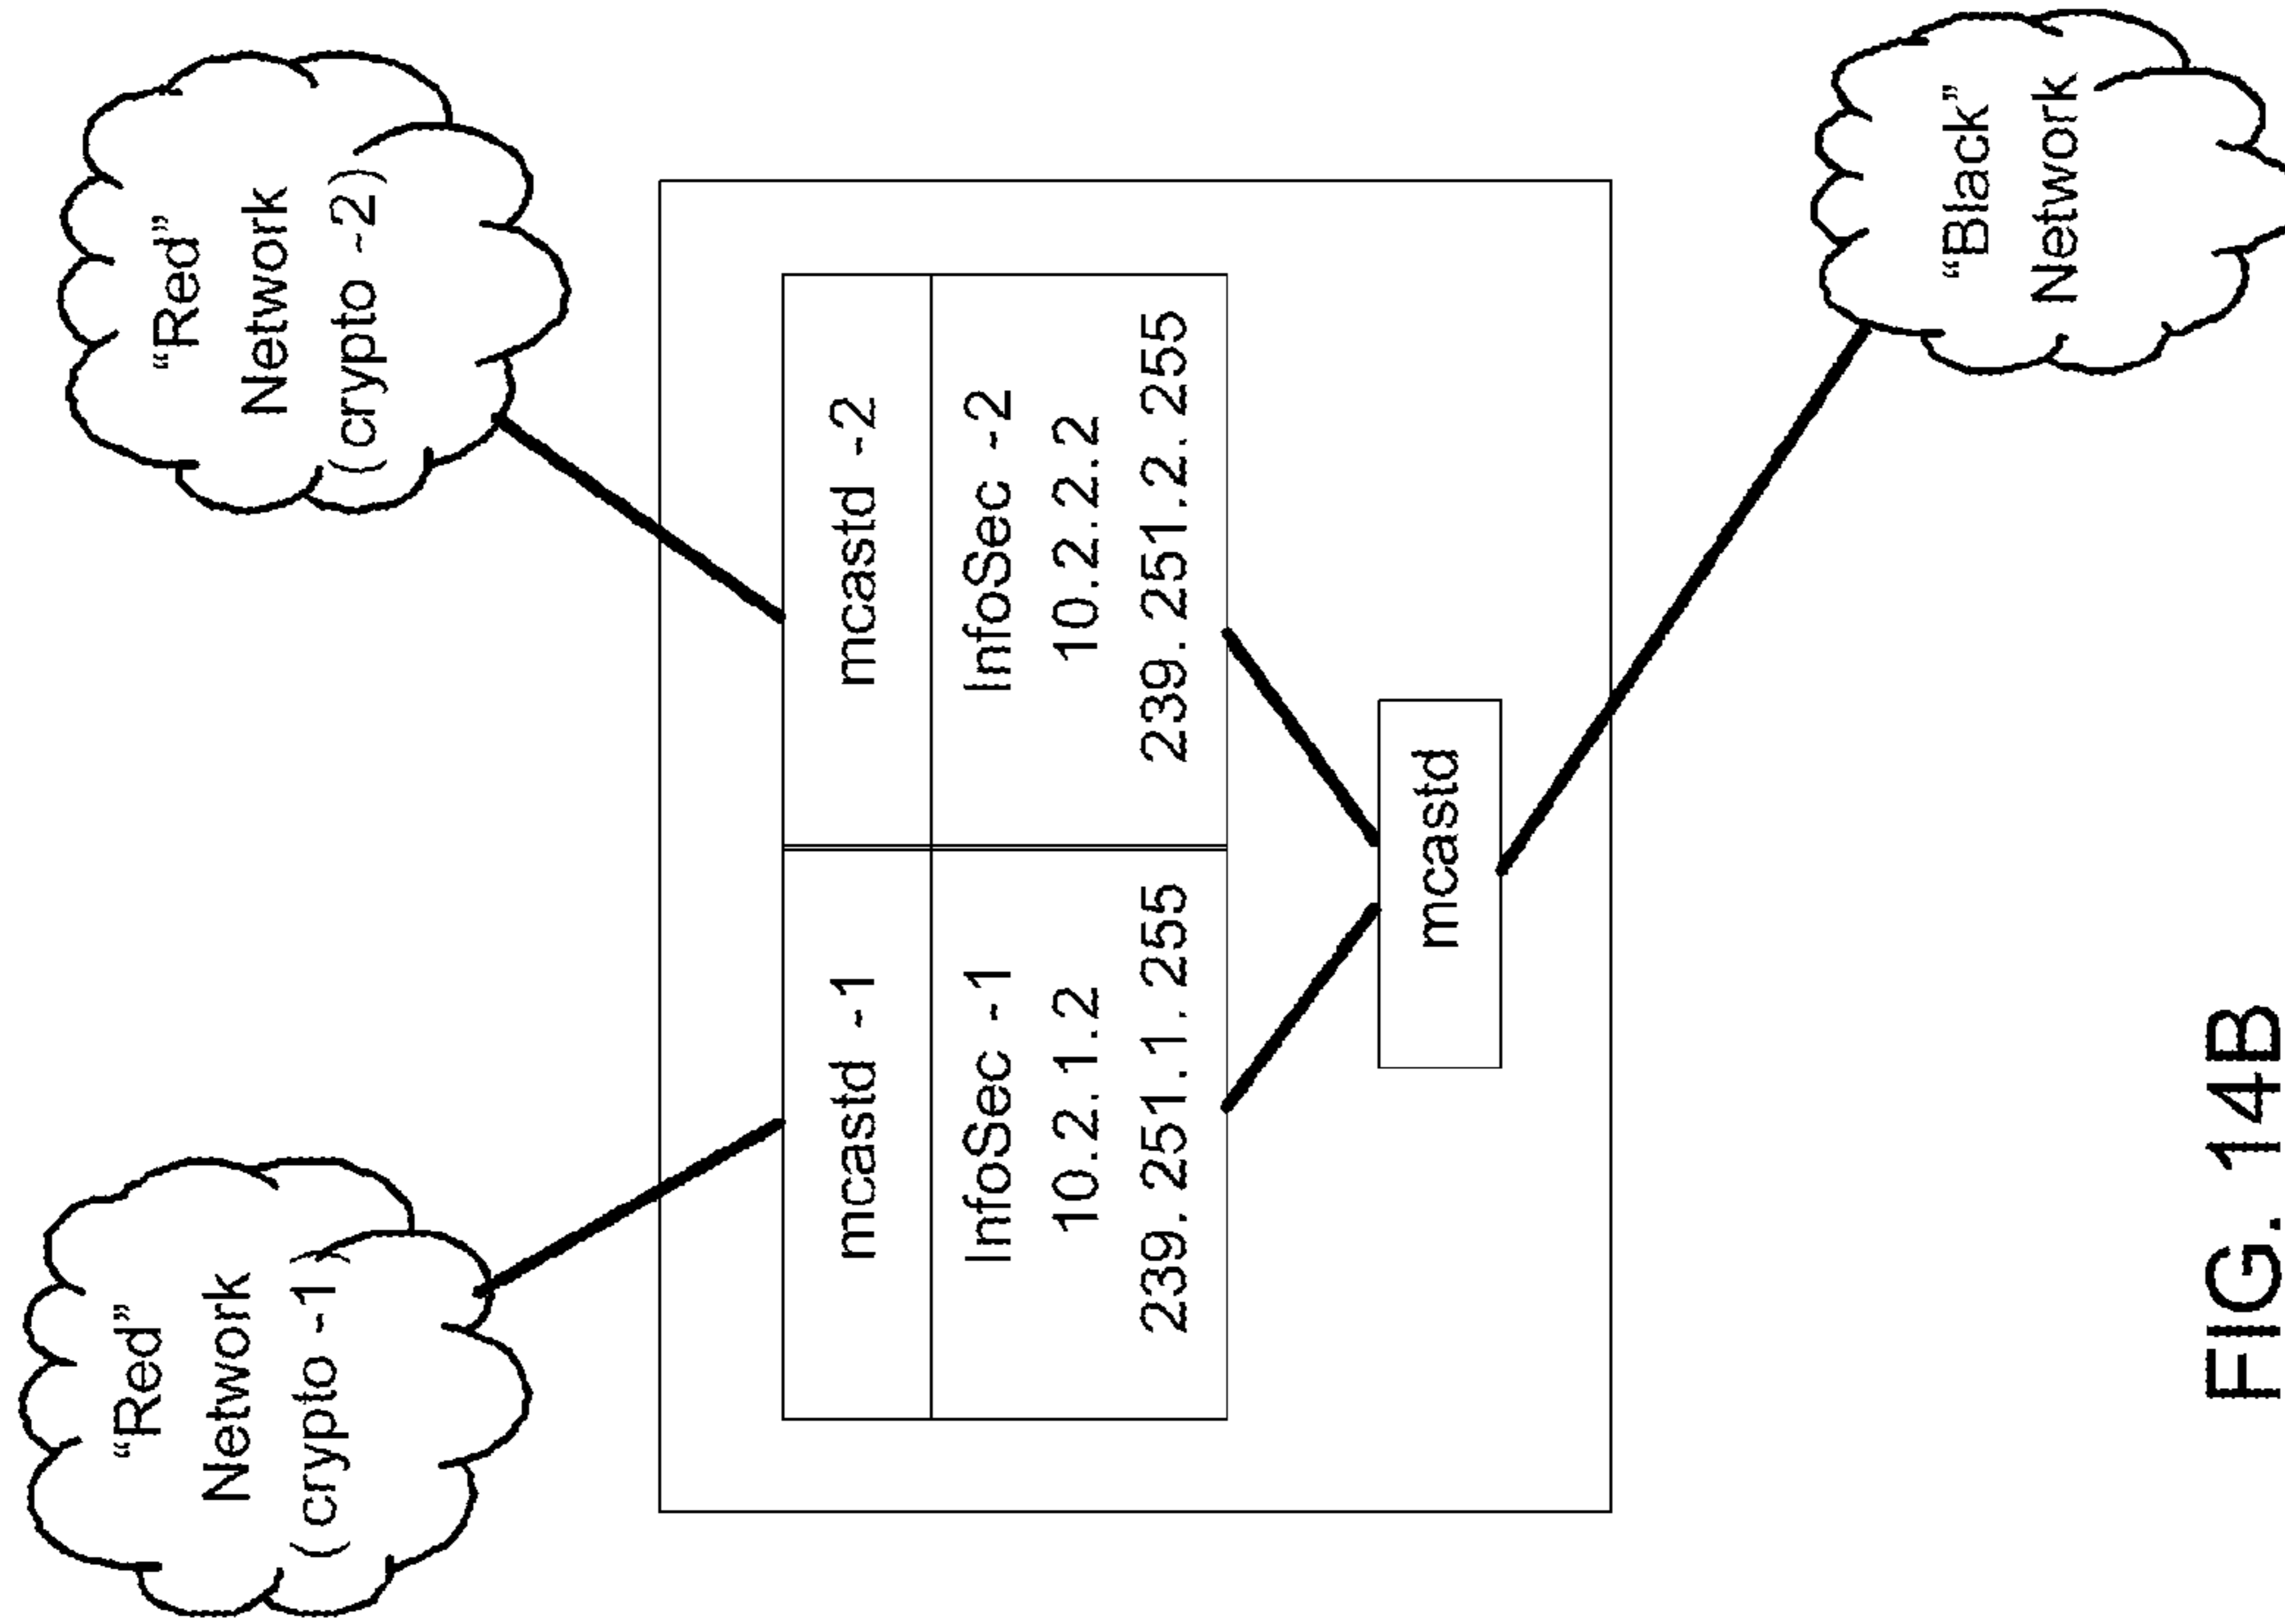 “Red”
Network
(crypto -1)
“Red”
Network
(crypto -2)
mcastd -1
mcastd -2
InfoSec -1
10.2.1.2
239.251.1.255
InfoSec -2
10.2.2.2
239.251.2.255
mcastd
“Black”
Network
FIG. 14B